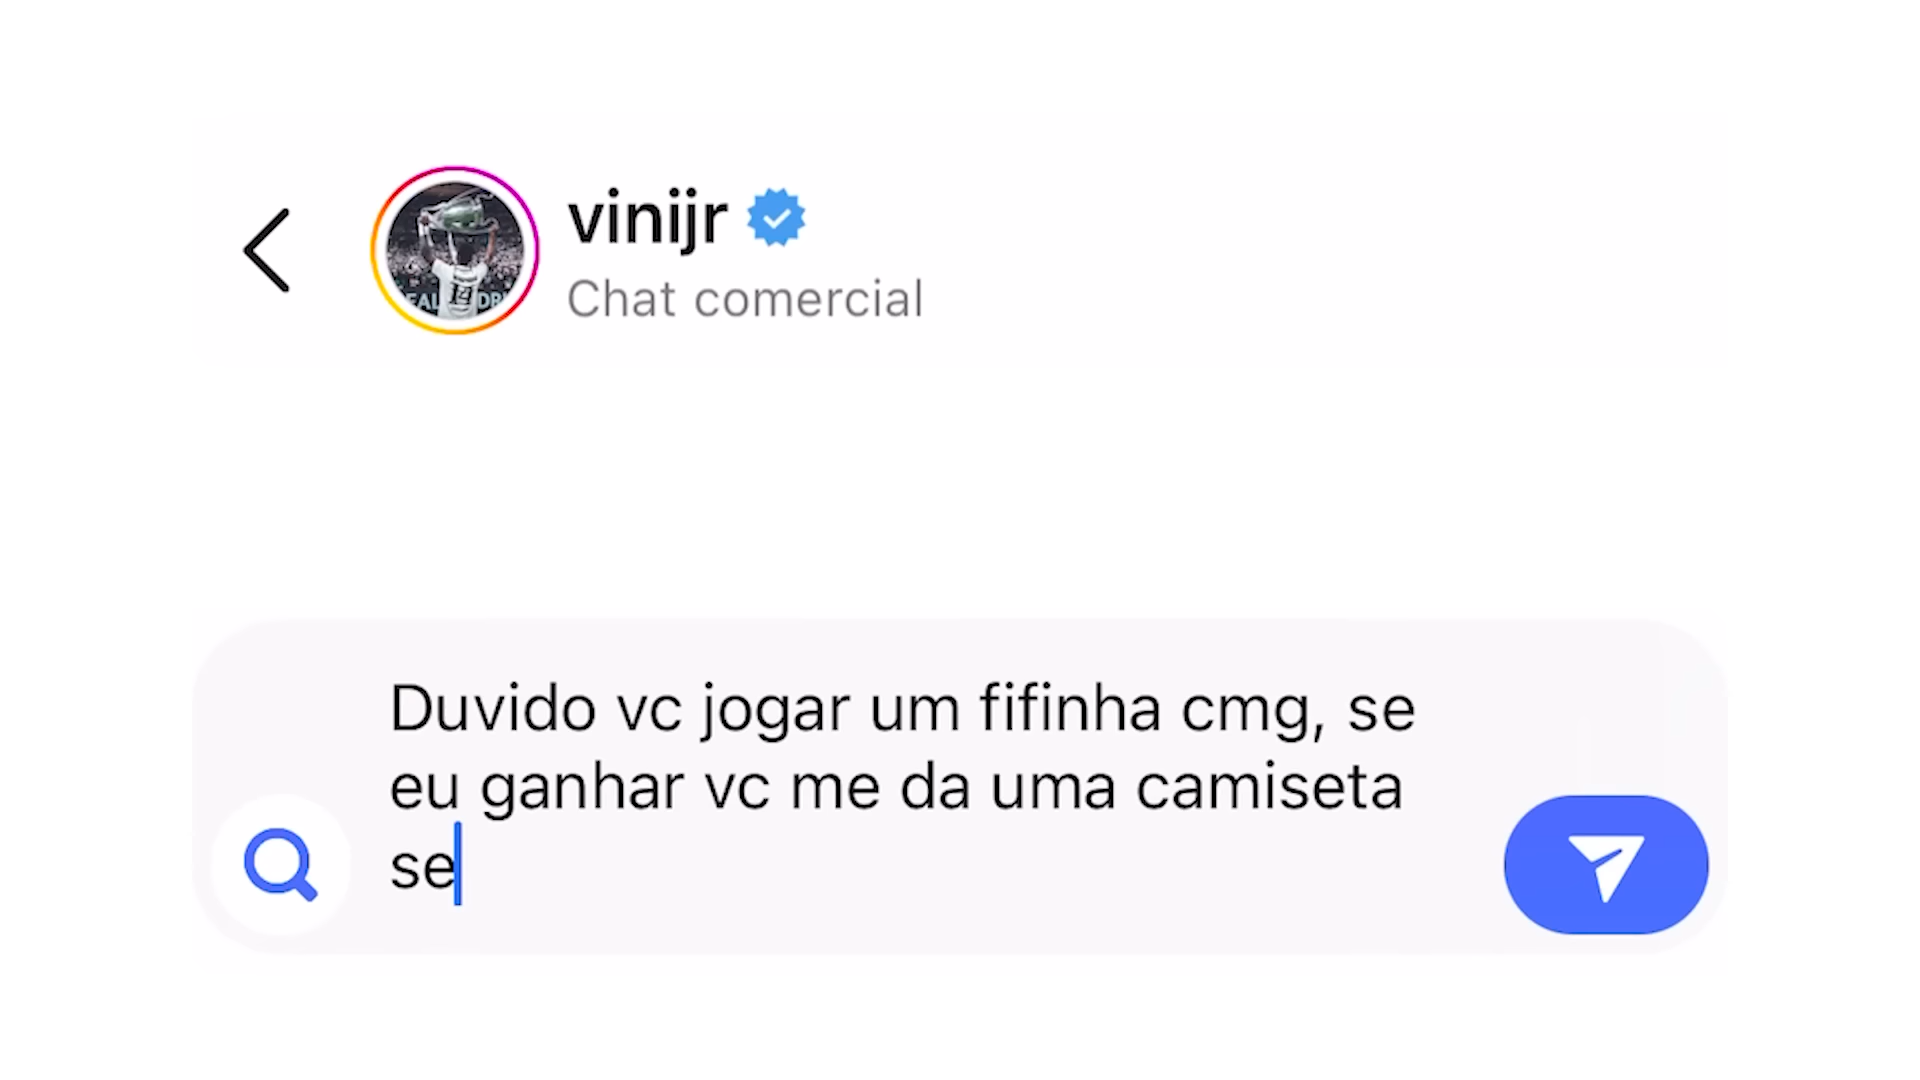 vinijr
Chat comercial
Duvido vc jogar um fifinha cmg, se
eu ganhar vc me da uma camiseta
se